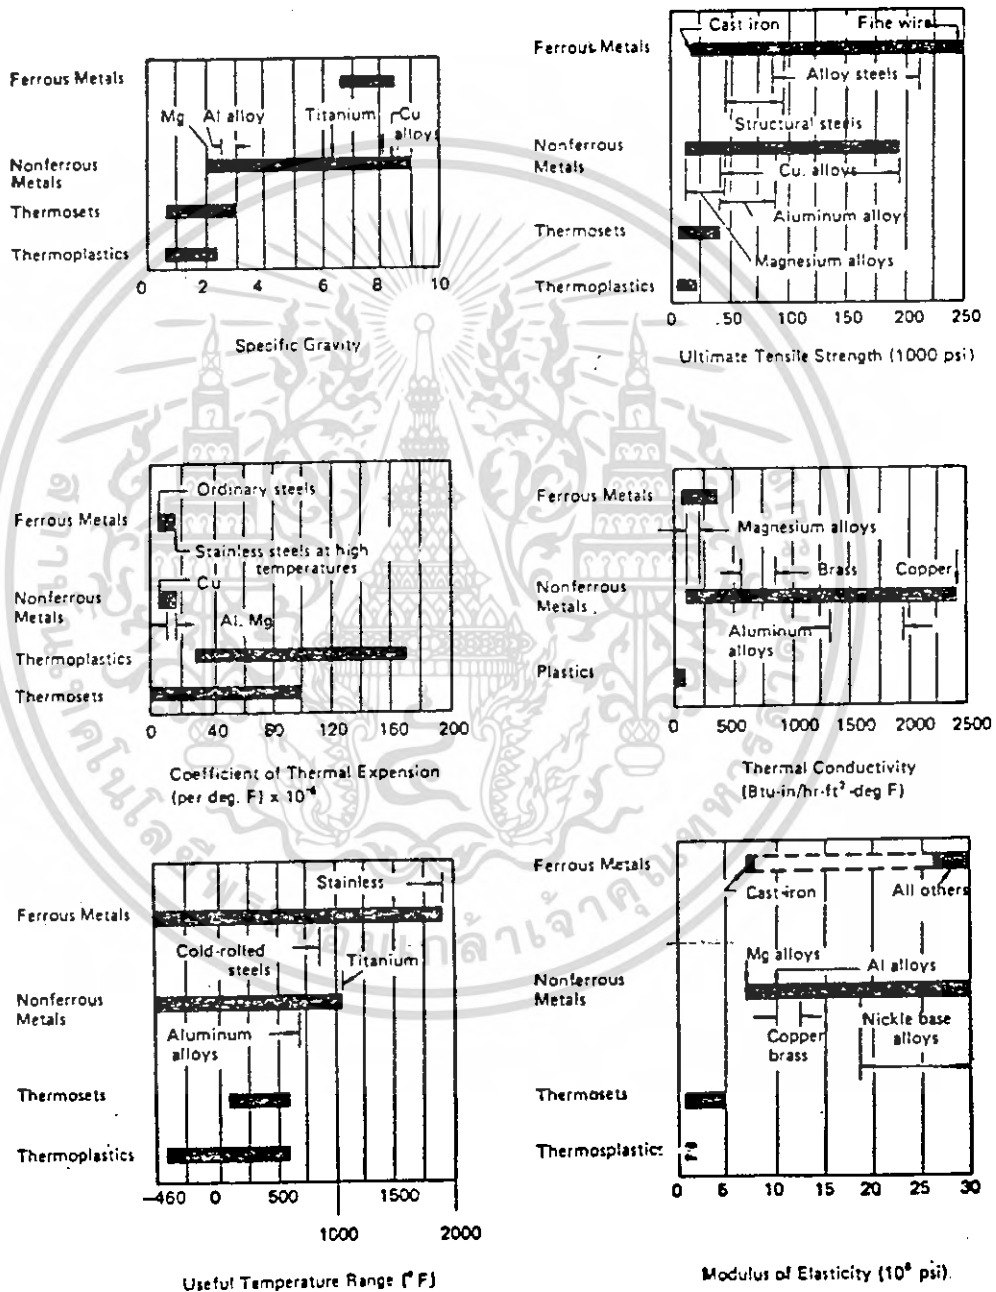 Ferrous Metals
Mg
Al alloy
Titanium
Cu
alloy
Nonferrous
Metals
Thermosets
Thermoplastics
0 2 4 6 8 10
Specific Gravity
Cast iron
Fine wire
Ferrous Metals
Alloy steels
Structural steels
Nonferrous
Metals
Cu. alloys
Aluminum alloy
Thermosets
Magnesium alloys
Thermoplastics
0 50 100 150 200 250
Ultimate Tensile Strength (1000 psi)
Ordinary steels
Ferrous Metals
Stainless steels at high
temperatures
Cu
Nonferrous
Metals
Al. Mg
Thermoplastics
Thermosets
0 40 80 120 160 200
Coefficient of Thermal Expension
(per deg. F) x 10⁻⁶
Ferrous Metals
Magnesium alloys
Brass
Copper
Nonferrous
Metals
Aluminum
alloys
Plastics
0 500 1000 1500 2000 2500
Thermal Conductivity
(Btu-in/hr-ft²-deg F)
Stainless
Ferrous Metals
Cold-rolled
steels
Titanium
Nonferrous
Metals
Aluminum
alloys
Thermosets
Thermoplastics
-460 0 500 1500
1000 2000
Useful Temperature Range (°F)
Ferrous Metals
Cast iron
All others
Mg alloys
Al alloys
Nonferrous
Metals
Copper
brass
Nickle base
alloys
Thermosets
Thermosplastics
0 5 10 15 20 25 30
Modulus of Elasticity (10⁶ psi).